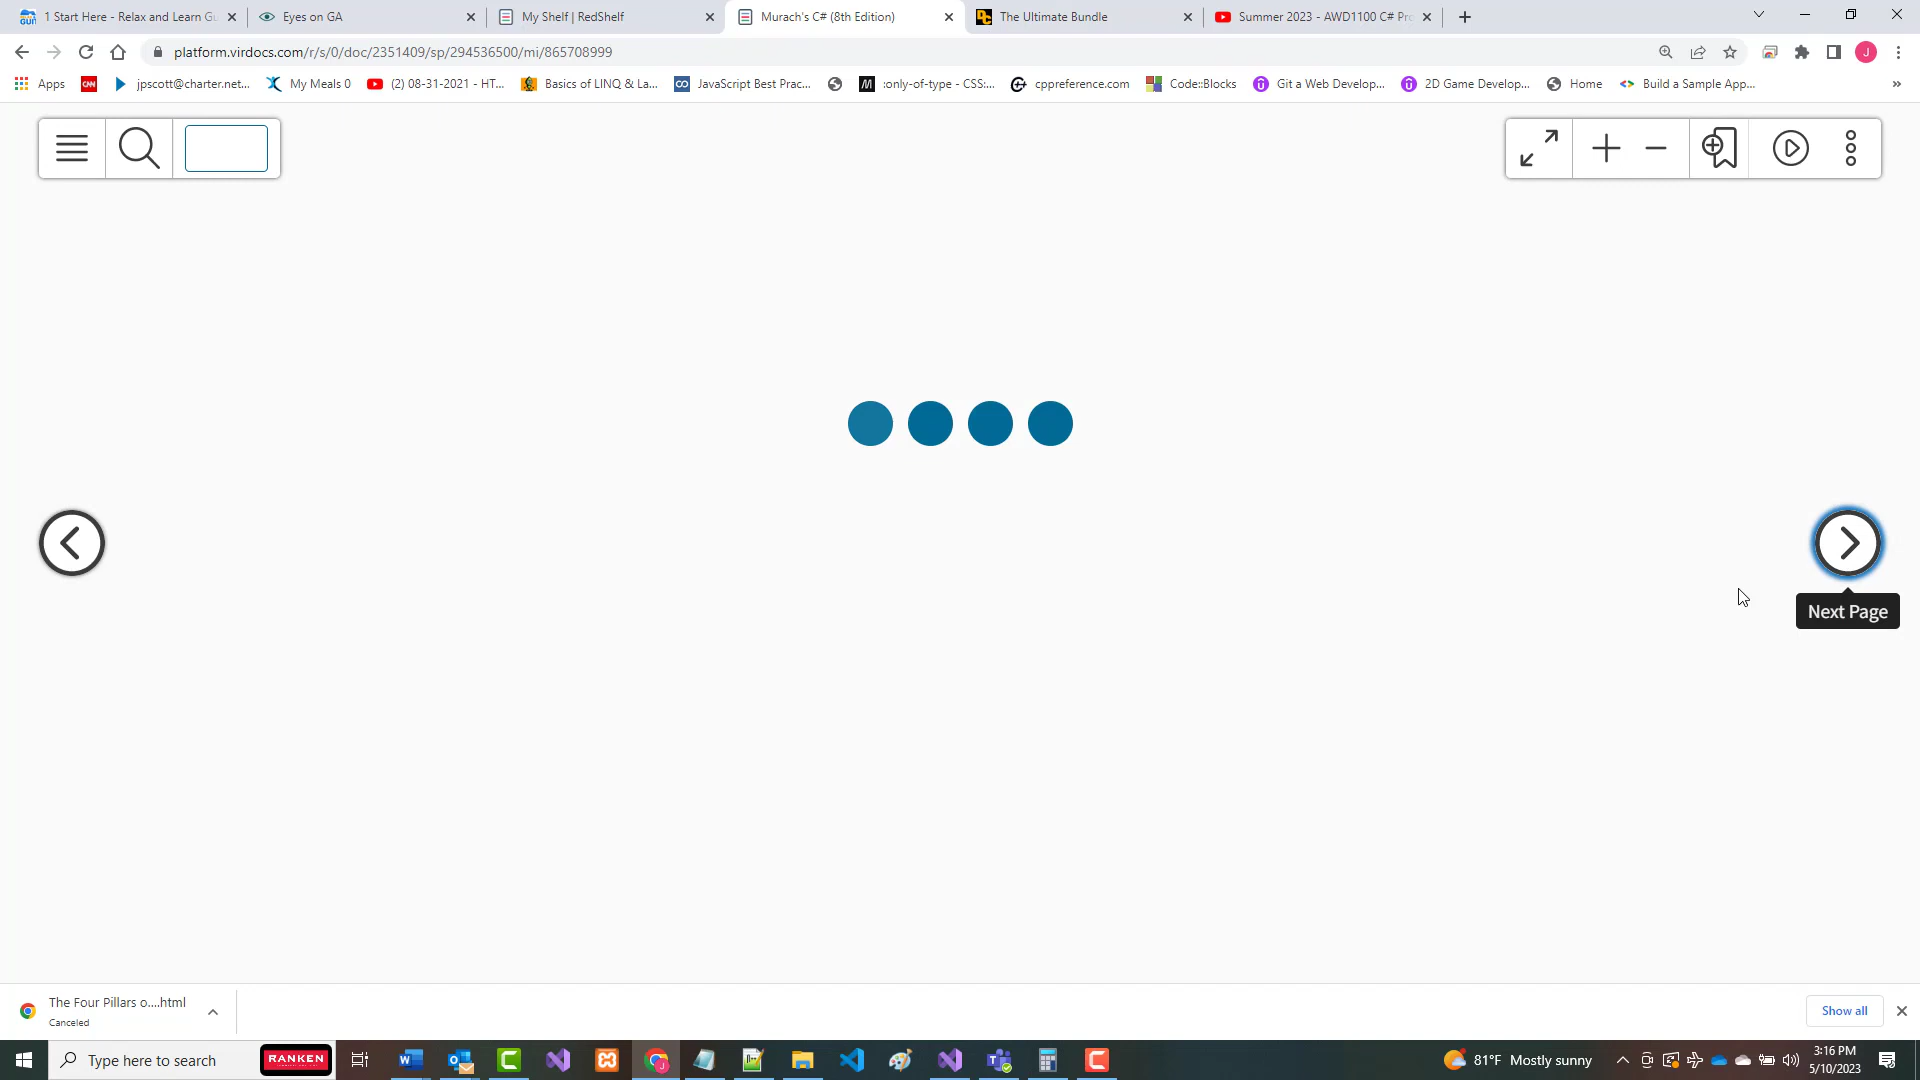 1 Start Here - Relax and Learn Gu
Eyes on GA
My Shelf | RedShelf
Murach's C# (8th Edition)
The Ultimate Bundle
Summer 2023 - AWD1100 C# Pro
platform.virdocs.com/r/s/0/doc/2351409/sp/294536500/mi/865708999
Apps
CNN
jpscott@charter.net...
My Meals 0
(2) 08-31-2021 - HT...
Basics of LINQ & La...
JavaScript Best Prac...
:only-of-type - CSS:...
cppreference.com
Code::Blocks
Git a Web Develop...
2D Game Develop...
Home
Build a Sample App...
Next Page
The Four Pillars o....html
Canceled
Show all
Type here to search
RANKEN
81°F Mostly sunny
3:16 PM
5/10/2023